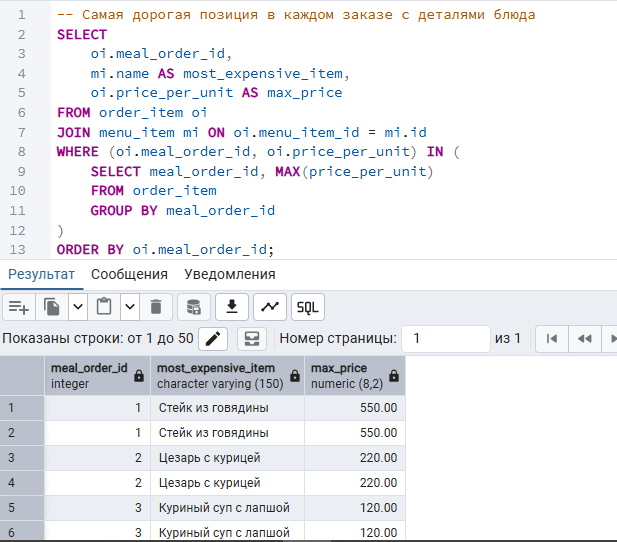 1 -- Самая дорогая позиция в каждом заказе с деталями блюда
2 SELECT
3 oi.meal_order_id,
4 mi.name AS most_expensive_item,
5 oi.price_per_unit AS max_price
6 FROM order_item oi
7 JOIN menu_item mi ON oi.menu_item_id = mi.id
8 WHERE (oi.meal_order_id, oi.price_per_unit) IN (
9 SELECT meal_order_id, MAX(price_per_unit)
10 FROM order_item
11 GROUP BY meal_order_id
12 )
13 ORDER BY oi.meal_order_id;
Результат Сообщения Уведомления
SQL
Показаны строки: от 1 до 50 Номер страницы: 1 из 1
meal_order_id most_expensive_item max_price
integer character varying (150) numeric (8,2)
1 1 Стейк из говядины 550.00
2 1 Стейк из говядины 550.00
3 2 Цезарь с курицей 220.00
4 2 Цезарь с курицей 220.00
5 3 Куриный суп с лапшой 120.00
6 3 Куриный суп с лапшой 120.00